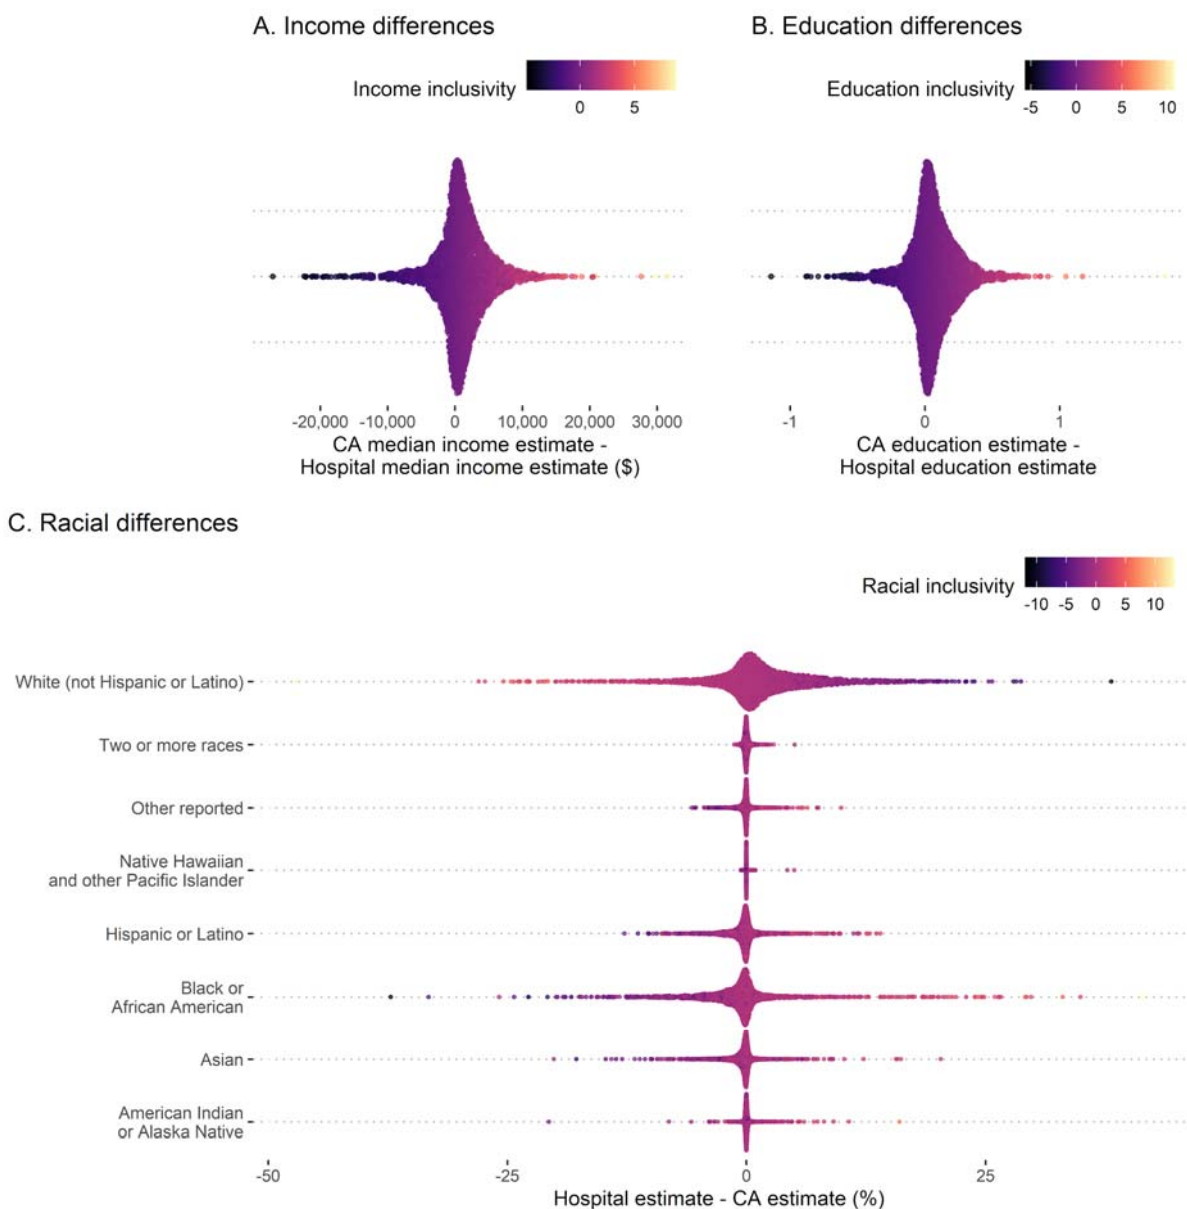 A. Income differences
B. Education differences
Income inclusivity
0 5
Education inclusivity
-5 0 5 10
-20,000 -10,000 0 10,000 20,000 30,000
CA median income estimate -
Hospital median income estimate ($)
-1 0 1
CA education estimate -
Hospital education estimate
C. Racial differences
Racial inclusivity
-10 -5 0 5 10
White (not Hispanic or Latino)
Two or more races
Other reported
Native Hawaiian
and other Pacific Islander
Hispanic or Latino
Black or
African American
Asian
American Indian
or Alaska Native
-50 -25 0 25
Hospital estimate - CA estimate (%)